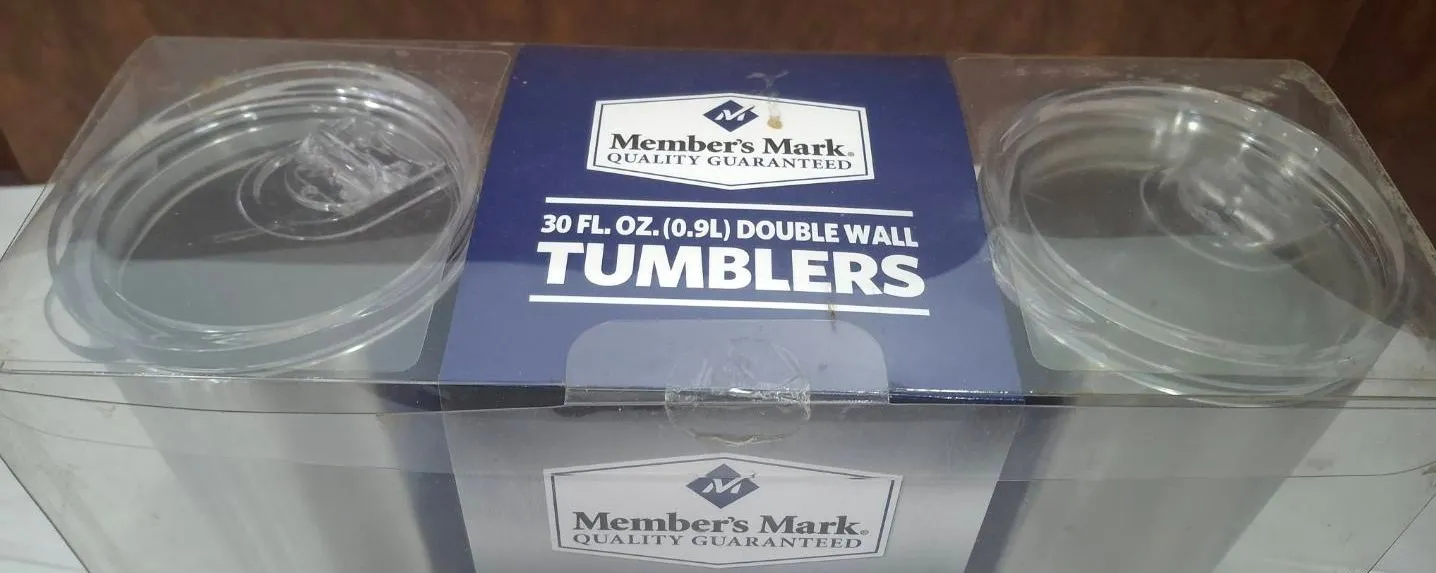 Member's Mark®
QUALITY GUARANTEED
30 FL. OZ. (0.9L) DOUBLE WALL
TUMBLERS
Member's Mark®
QUALITY GUARANTEED